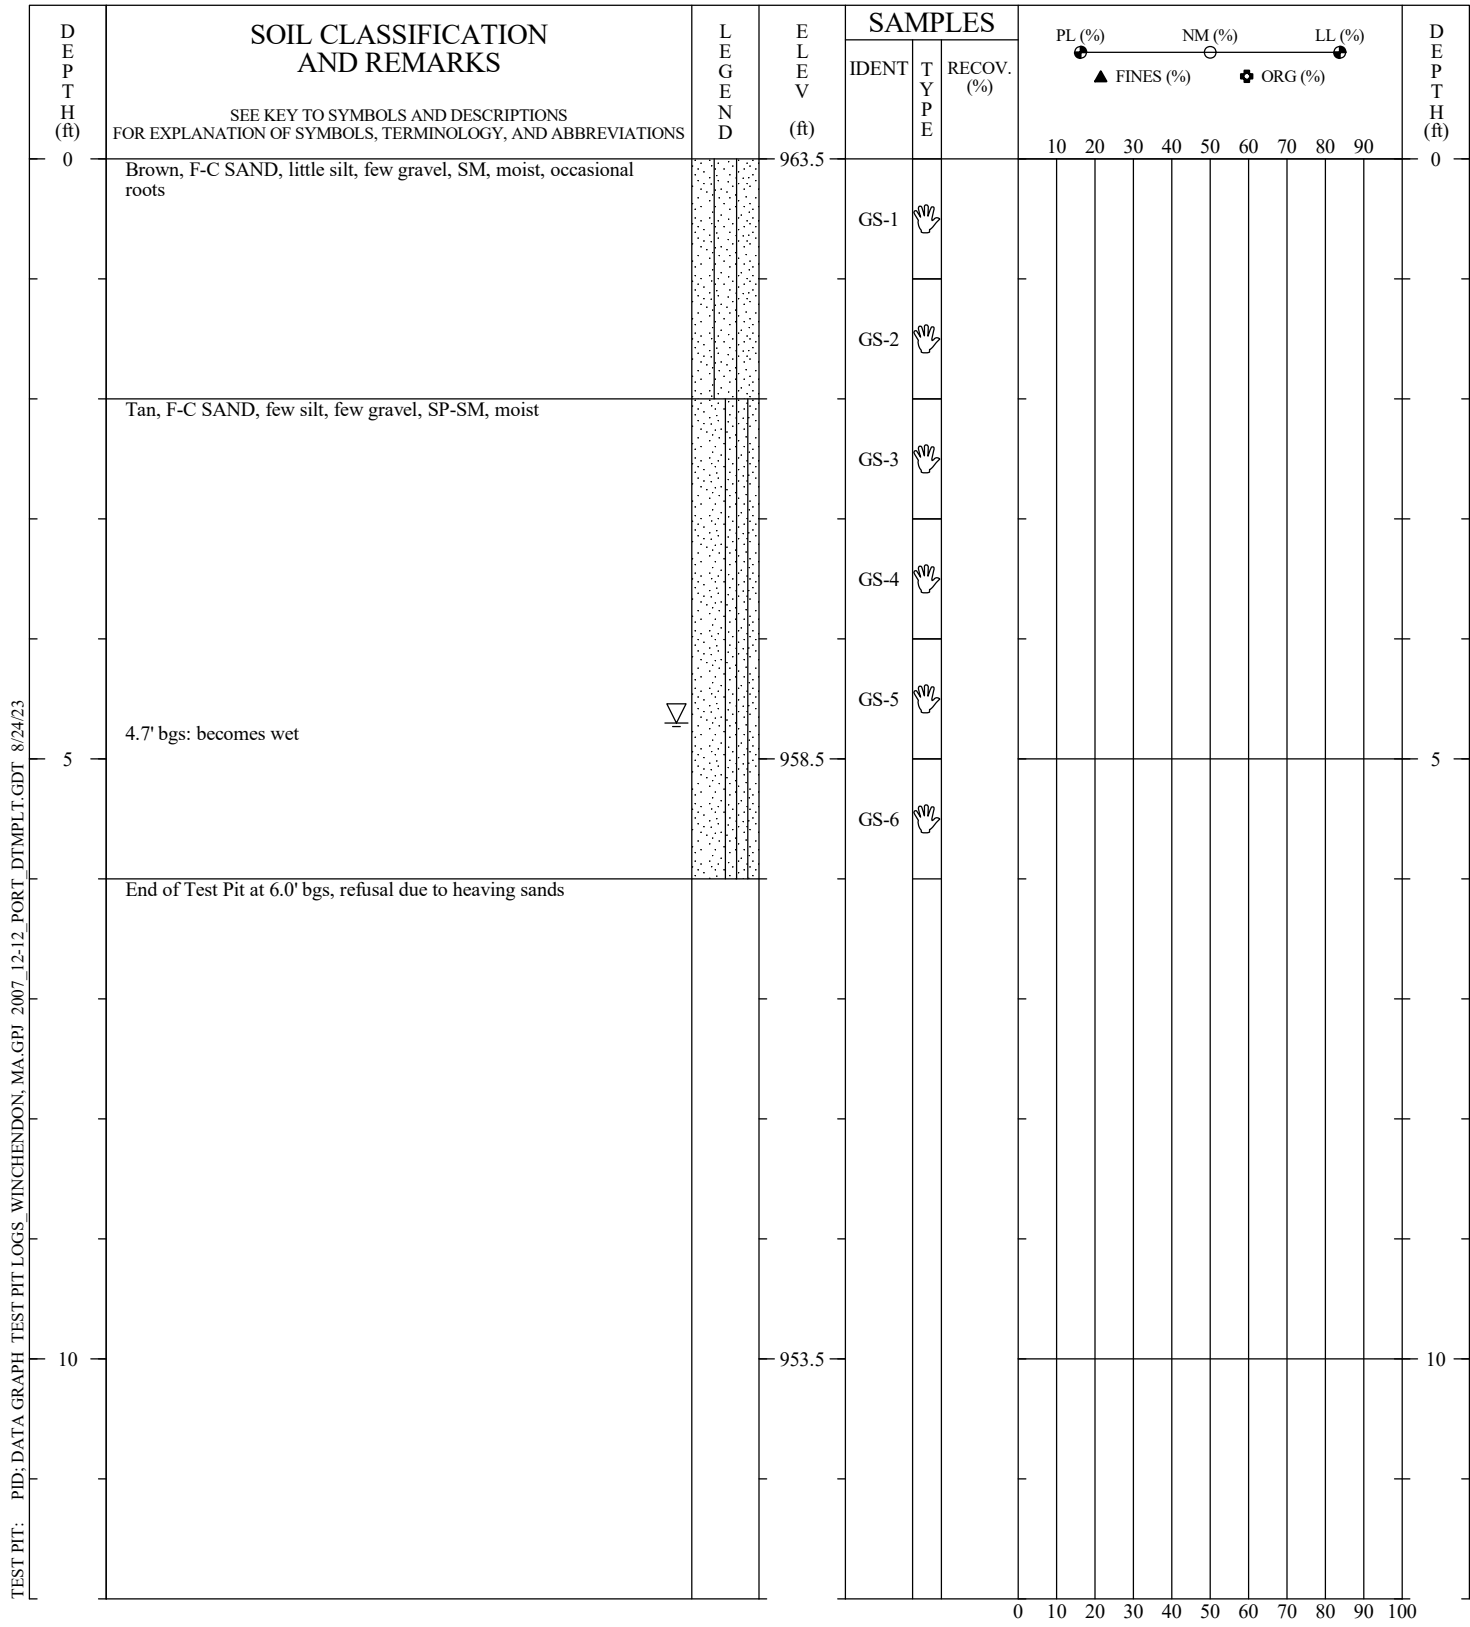 DEPTH (ft)
SOIL CLASSIFICATION
AND REMARKS
SEE KEY TO SYMBOLS AND DESCRIPTIONS
FOR EXPLANATION OF SYMBOLS, TERMINOLOGY, AND ABBREVIATIONS
LEGEND
ELEV (ft)
SAMPLES
IDENT
TYPE
RECOV.
(%)
PL (%) NM (%) LL (%)
FINES (%) ORG (%)
10 20 30 40 50 60 70 80 90
DEPTH (ft)
0 963.5 0
Brown, F-C SAND, little silt, few gravel, SM, moist, occasional
roots
GS-1
GS-2
Tan, F-C SAND, few silt, few gravel, SP-SM, moist
GS-3
GS-4
GS-5
4.7' bgs: becomes wet
5 958.5 5
GS-6
End of Test Pit at 6.0' bgs, refusal due to heaving sands
10 953.5 10
0 10 20 30 40 50 60 70 80 90 100
TEST PIT: PID; DATA GRAPH TEST PIT LOGS_WINCHENDON, MA.GPJ 2007_12-12_PORT_DTMPLT.GDT 8/24/23